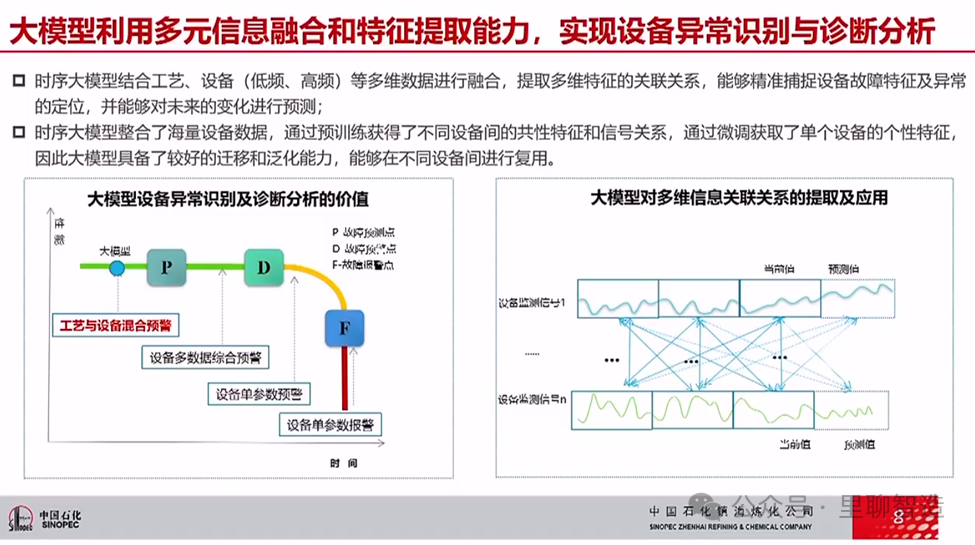 大模型利用多元信息融合和特征提取能力，实现设备异常识别与诊断分析
时序大模型结合工艺、设备（低频、高频）等多维数据进行融合，提取多维特征的关联关系，能够精准捕捉设备故障特征及异常
的定位，并能够对未来的变化进行预测；
时序大模型整合了海量设备数据，通过预训练获得了不同设备间的共性特征和信号关系，通过微调获取了单个设备的个性特征，
因此大模型具备了较好的迁移和泛化能力，能够在不同设备间进行复用。
大模型设备异常识别及诊断分析的价值
性能
大模型
P
D
F
P 故障预测点
D 故障预警点
F-故障报警点
工艺与设备混合预警
设备多数据综合预警
设备单参数预警
设备单参数报警
时 间
大模型对多维信息关联关系的提取及应用
当前值
预测值
设备监测信号1
......
...
...
...
设备监测信号n
当前值
预测值
中国石化
SINOPEC
中国石化镇海炼化公司
SINOPEC ZHENHAI REFINING & CHEMICAL COMPANY
公众号·里聊智造
8